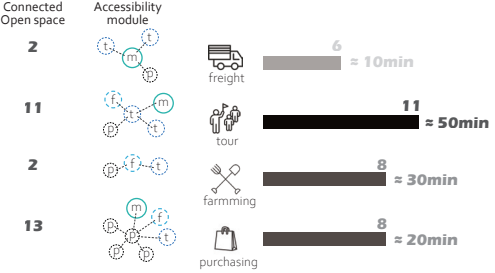 Connected Open space
Accessibility module
2
t
t
m
p
freight
6
≈ 10min
11
f
m
t
p
t
tour
11
≈ 50min
2
p
f
t
farmming
8
≈ 30min
13
m
f
p
p
t
p
p
purchasing
8
≈ 20min